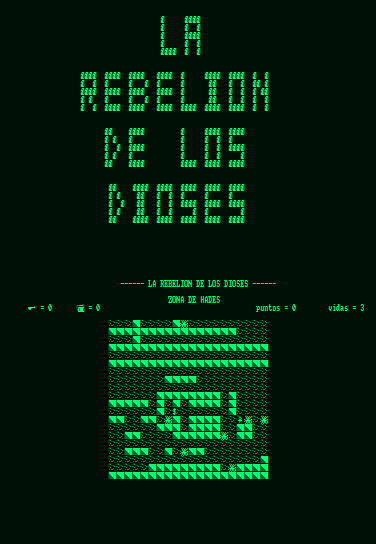 LA
REBELION
DE LOS
DIOSES
------ LA REBELION DE LOS DIOSES ------
ZONA DE HADES
= 0 = 0 puntos = 0 vidas = 3